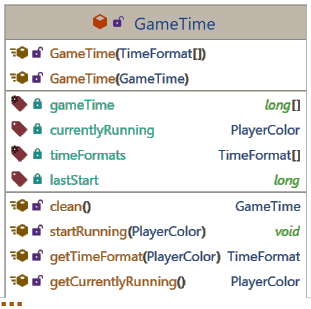 GameTime
GameTime(TimeFormat[])
GameTime(GameTime)
gameTime long[]
currentlyRunning PlayerColor
timeFormats TimeFormat[]
lastStart long
clean() GameTime
startRunning(PlayerColor) void
getTimeFormat(PlayerColor) TimeFormat
getCurrentlyRunning() PlayerColor
...